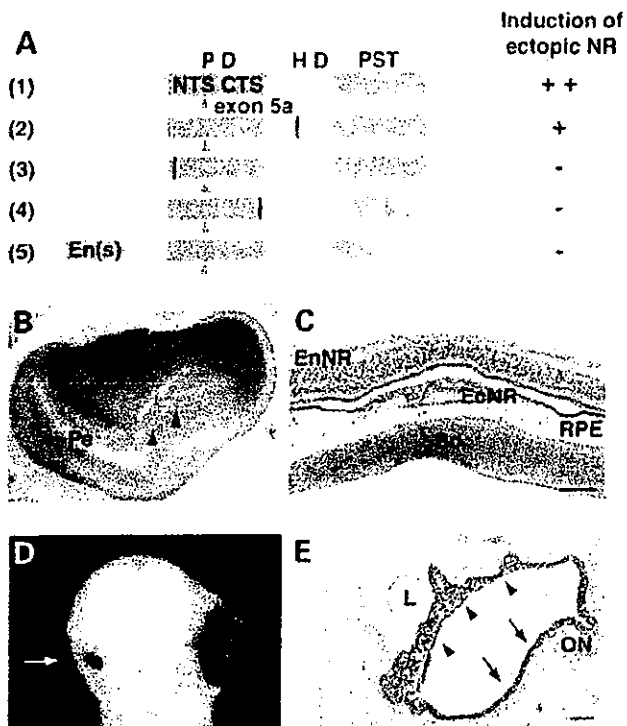 Induction of
ectopic NR
A
P D H D PST
(1) NTS CTS + +
exon 5a
(2) +
(3) -
(4) -
(5) En(s) -
B
C
EnNR
EcNR
Pe
RPE
D
E
L
ON